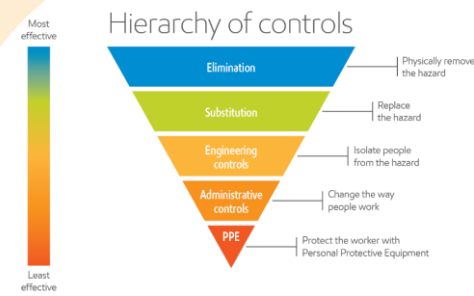 Most
effective
Hierarchy of controls
Elimination
Physically remove
the hazard
Substitution
Replace
the hazard
Engineering
controls
Isolate people
from the hazard
Administrative
controls
Change the way
people work
PPE
Protect the worker with
Personal Protective Equipment
Least
effective